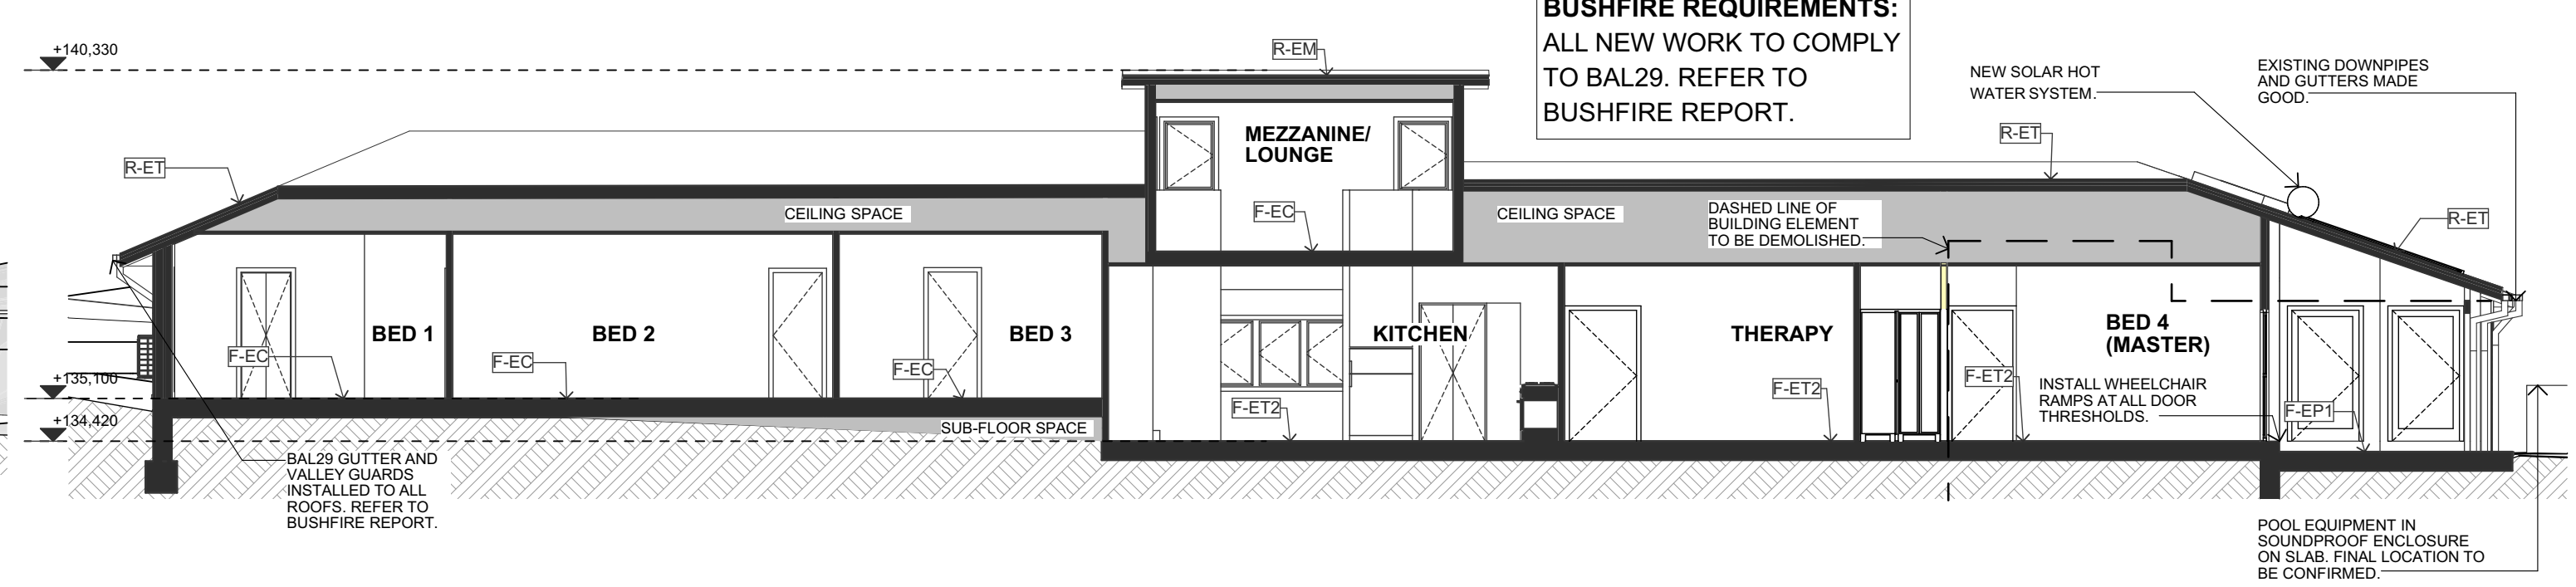 BUSHFIRE REQUIREMENTS:
ALL NEW WORK TO COMPLY
TO BAL29. REFER TO
BUSHFIRE REPORT.
+140,330
R-EM
NEW SOLAR HOT
WATER SYSTEM.
EXISTING DOWNPIPES
AND GUTTERS MADE
GOOD.
R-ET
MEZZANINE/
LOUNGE
R-ET
CEILING SPACE
F-EC
CEILING SPACE
DASHED LINE OF
BUILDING ELEMENT
TO BE DEMOLISHED.
R-ET
BED 1
BED 2
BED 3
KITCHEN
THERAPY
BED 4
(MASTER)
F-EC
F-EC
F-EC
F-ET2
F-ET2
F-ET2
INSTALL WHEELCHAIR
RAMPS AT ALL DOOR
THRESHOLDS.
F-EP1
+135,100
+134,420
SUB-FLOOR SPACE
BAL29 GUTTER AND
VALLEY GUARDS
INSTALLED TO ALL
ROOFS. REFER TO
BUSHFIRE REPORT.
POOL EQUIPMENT IN
SOUNDPROOF ENCLOSURE
ON SLAB. FINAL LOCATION TO
BE CONFIRMED.